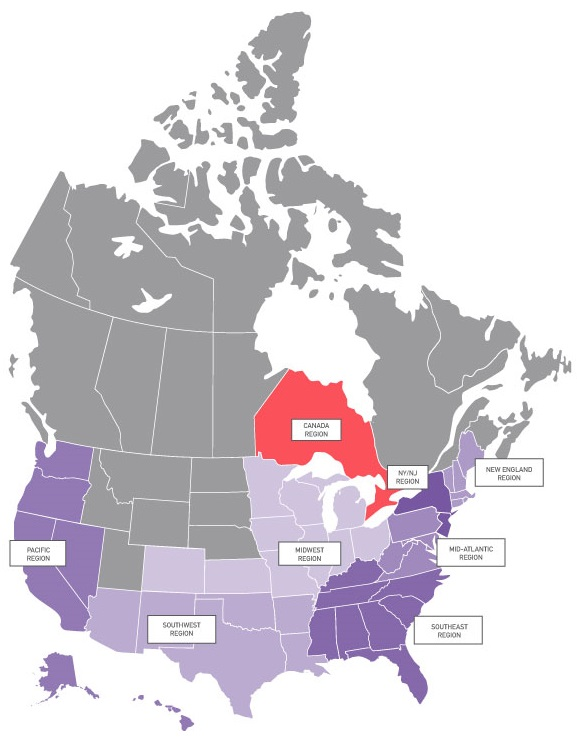 CANADA
REGION
NY/NJ
REGION
NEW ENGLAND
REGION
PACIFIC
REGION
MIDWEST
REGION
MID-ATLANTIC
REGION
SOUTHWEST
REGION
SOUTHEAST
REGION